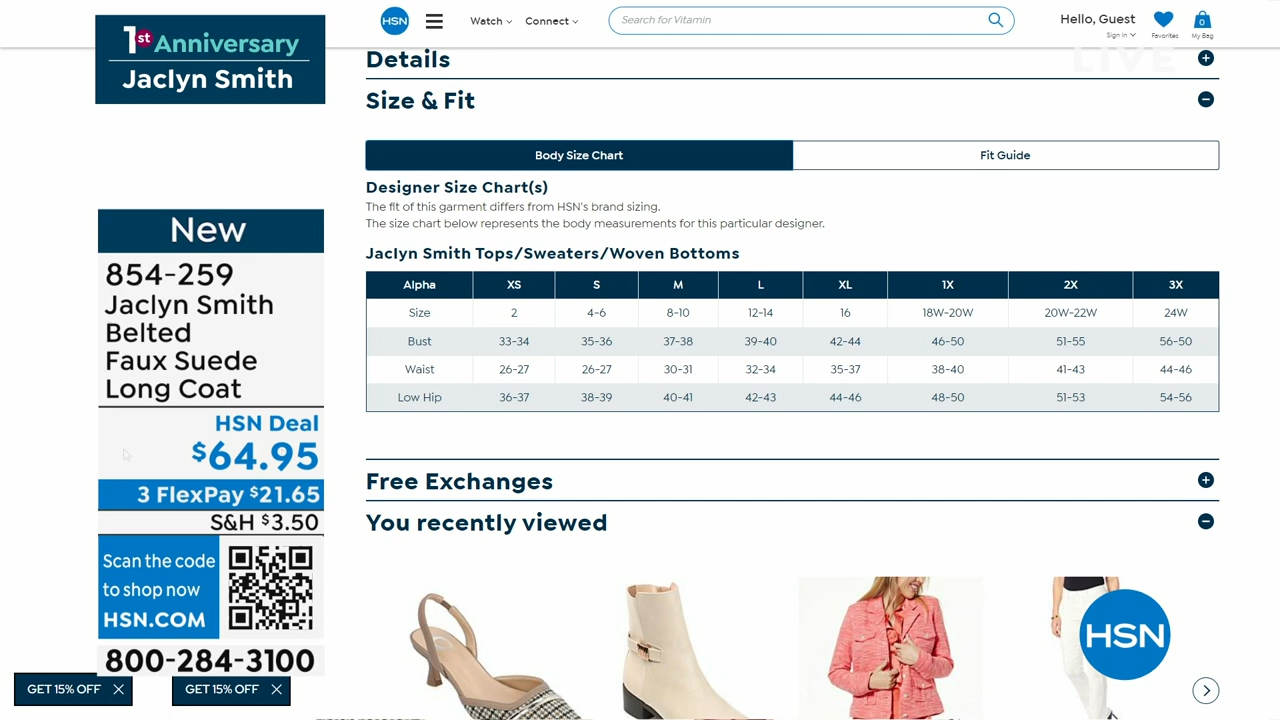 1st Anniversary
Jaclyn Smith
HSN
Watch
Connect
Search for Vitamin
Hello, Guest
Sign In
Favorites
0
My Bag
LIVE
Details
Size & Fit
Body Size Chart
Fit Guide
Designer Size Chart(s)
The fit of this garment differs from HSN's brand sizing.
The size chart below represents the body measurements for this particular designer.
Jaclyn Smith Tops/Sweaters/Woven Bottoms
Alpha XS S M L XL 1X 2X 3X
Size 2 4-6 8-10 12-14 16 18W-20W 20W-22W 24W
Bust 33-34 35-36 37-38 39-40 42-44 46-50 51-55 56-50
Waist 26-27 26-27 30-31 32-34 35-37 38-40 41-43 44-46
Low Hip 36-37 38-39 40-41 42-43 44-46 48-50 51-53 54-56
Free Exchanges
You recently viewed
New
854-259
Jaclyn Smith
Belted
Faux Suede
Long Coat
HSN Deal
$64.95
3 FlexPay $21.65
S&H $3.50
Scan the code
to shop now
HSN.COM
800-284-3100
GET 15% OFF
GET 15% OFF
HSN